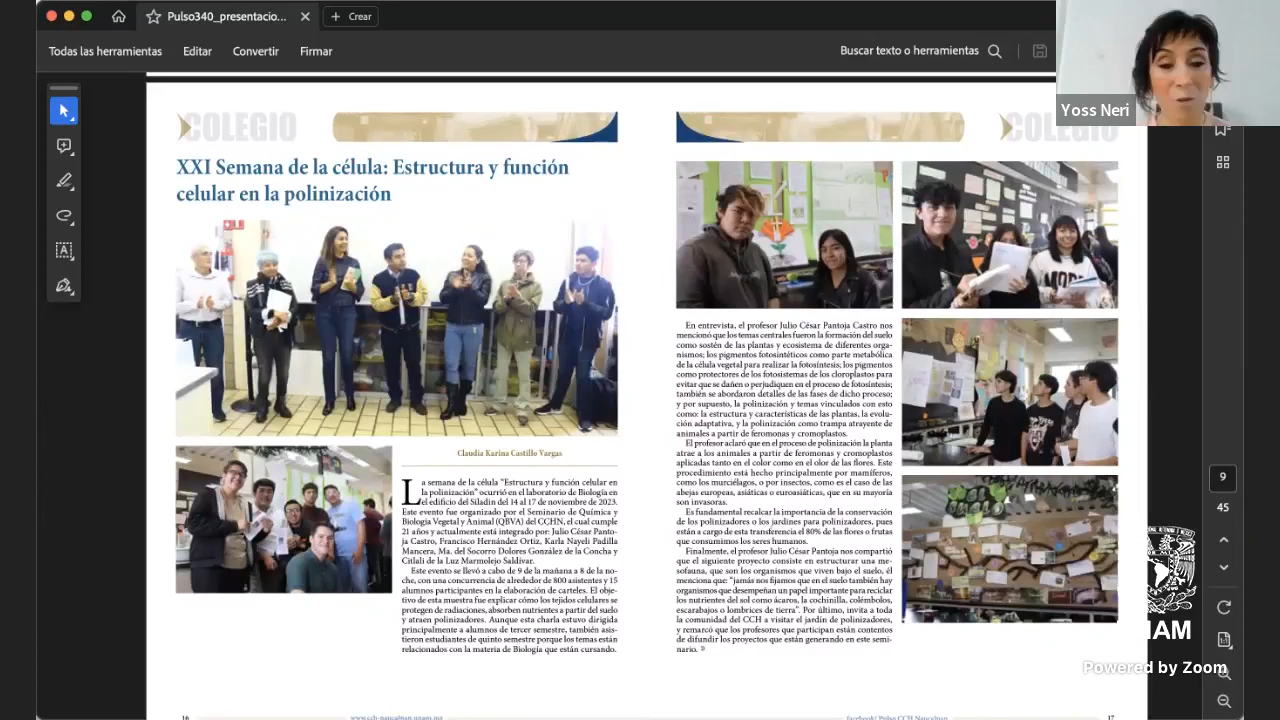 Pulso340_presentacio...
Crear
Todas las herramientas
Editar
Convertir
Firmar
Buscar texto o herramientas
Yoss Neri
COLEGIO
COLEGIO
XXI Semana de la célula: Estructura y función
celular en la polinización
Claudia Karina Castillo Vargas
La semana de la célula "Estructura y función celular en
la polinización" ocurrió en el laboratorio de Biología en
el edificio del Siladin del 14 al 17 de noviembre de 2023.
Este evento fue organizado por el Seminario de Química y
Biología Vegetal y Animal (QBVA) del CCHN, el cual cumple
21 años y actualmente está integrado por: Julio César Panto-
ja Castro, Francisco Hernández Ortiz, Karla Nayeli Padilla
Mancera, Ma. del Socorro Dolores González de la Concha y
Citlali de la Luz Marmolejo Saldívar.
Este evento se llevó a cabo de 9 de la mañana a 8 de la no-
che, con una concurrencia de alrededor de 800 asistentes y 15
alumnos participantes en la elaboración de carteles. El obje-
tivo de esta muestra fue explicar cómo los tejidos celulares se
protegen de radiaciones, absorben nutrientes a partir del suelo
y atraen polinizadores. Aunque esta charla estuvo dirigida
principalmente a alumnos de tercer semestre, también asis-
tieron estudiantes de quinto semestre porque los temas están
relacionados con la materia de Biología que están cursando.
En entrevista, el profesor Julio César Pantoja Castro nos
mencionó que los temas centrales fueron la formación del suelo
como sostén de las plantas y ecosistema de diferentes orga-
nismos; los pigmentos fotosintéticos como parte metabólica
de la célula vegetal para realizar la fotosíntesis; los pigmentos
como protectores de los fotosistemas de los cloroplastos para
evitar que se dañen o perjudiquen en el proceso de fotosíntesis;
también se abordaron detalles de las fases de dicho proceso;
y por supuesto, la polinización y temas vinculados con esto
como: la estructura y características de las plantas, la evolu-
ción adaptativa, y la polinización como trampa atrayente de
animales a partir de feromonas y cromoplastos.
El profesor aclaró que en el proceso de polinización la planta
atrae a los animales a partir de feromonas y cromoplastos
aplicadas tanto en el color como en el olor de las flores. Este
procedimiento está hecho principalmente por mamíferos,
como los murciélagos, o por insectos, como es el caso de las
abejas europeas, asiáticas o euroasiáticas, que en su mayoría
son invasoras.
Es fundamental recalcar la importancia de la conservación
de los polinizadores o los jardines para polinizadores, pues
están a cargo de esta transferencia el 80% de las flores o frutas
que consumimos los seres humanos.
Finalmente, el profesor Julio César Pantoja nos compartió
que el siguiente proyecto consiste en estructurar una me-
sofauna, que son los organismos que viven bajo el suelo, él
menciona que: "jamás nos fijamos que en el suelo también hay
organismos que desempeñan un papel importante para reciclar
los nutrientes del sol como ácaros, la cochinilla, colémbolos,
escarabajos o lombrices de tierra". Por último, invita a toda
la comunidad del CCH a visitar el jardín de polinizadores,
y remarcó que los profesores que participan están contentos
de difundir los proyectos que están generando en este semi-
nario.
16
www.cch-naucalpan.unam.mx
facebook/ Pulso CCH Naucalpan
17
9
45
Powered by Zoom